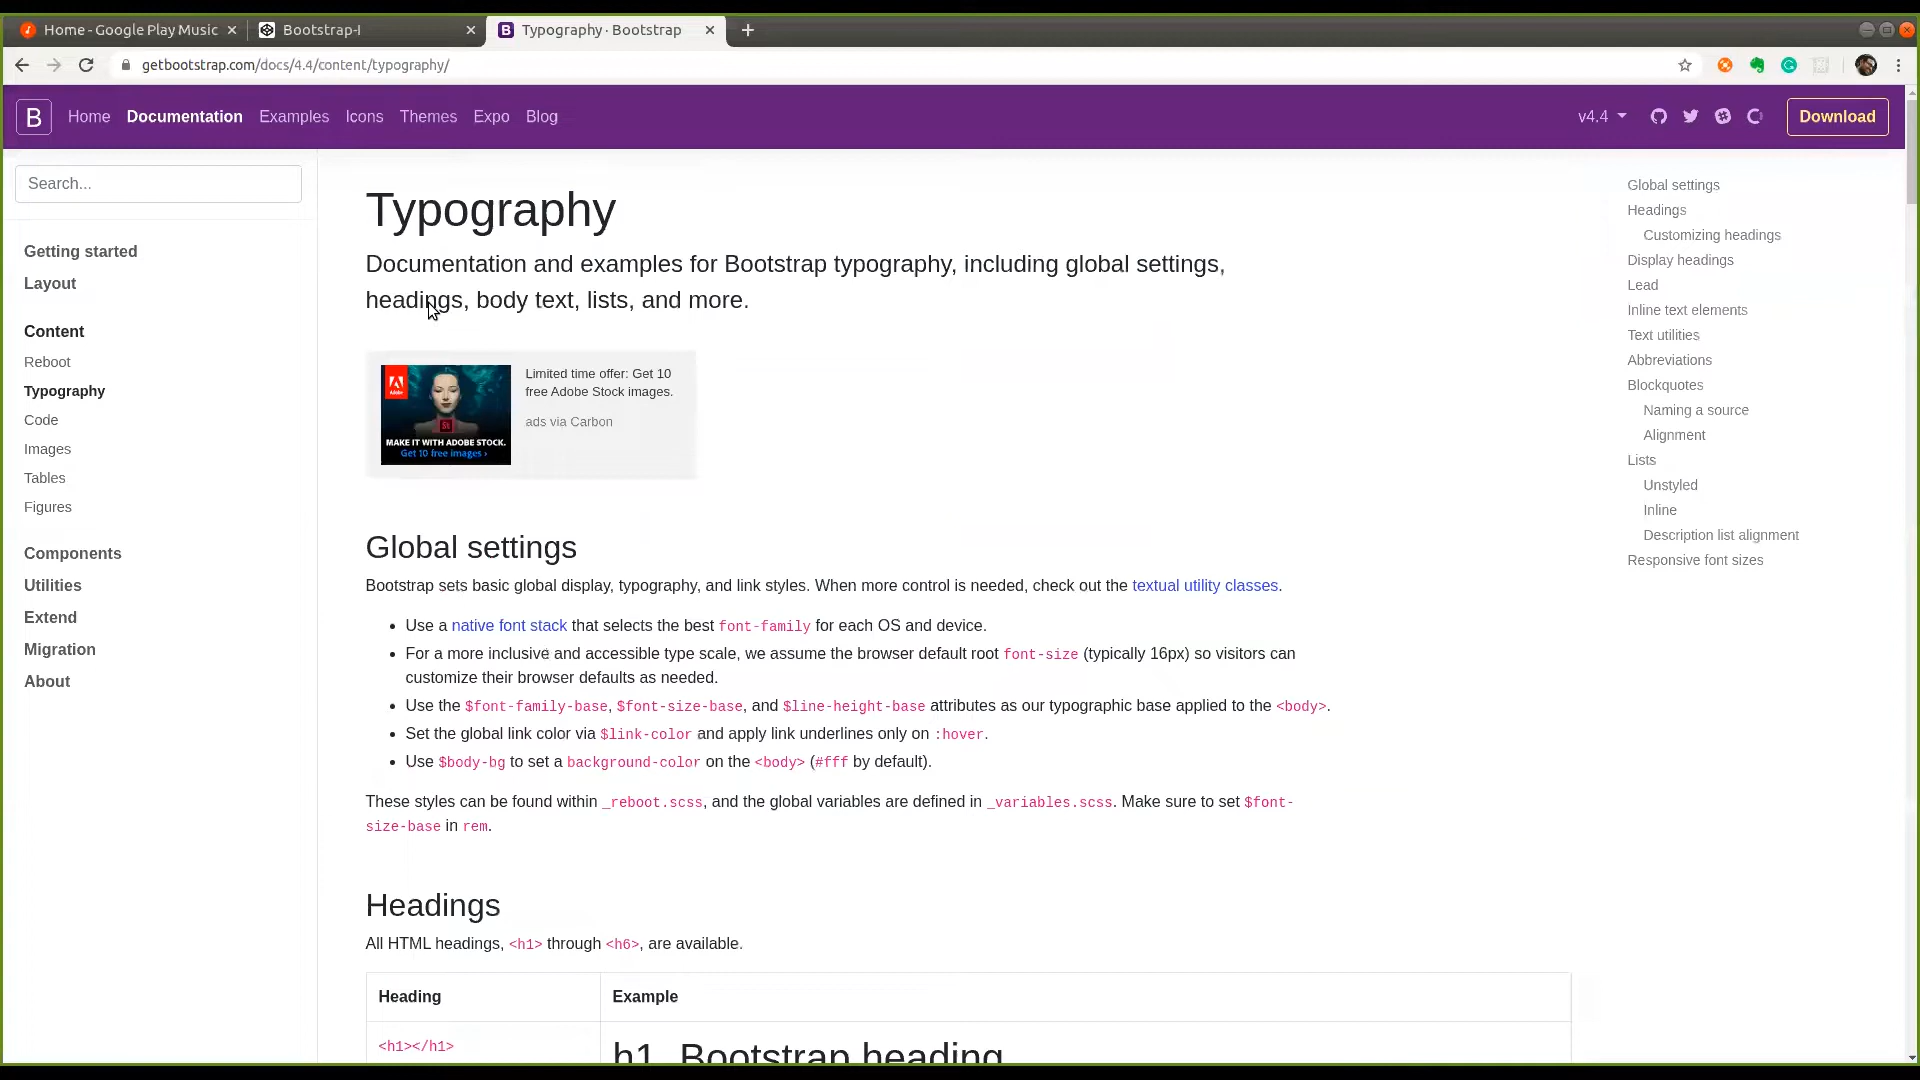 Home - Google Play Music
Bootstrap-I
Typography · Bootstrap
getbootstrap.com/docs/4.4/content/typography/
B Home Documentation Examples Icons Themes Expo Blog v4.4 Download
Search...
Getting started
Layout
Content
Reboot
Typography
Code
Images
Tables
Figures
Components
Utilities
Extend
Migration
About
Typography
Documentation and examples for Bootstrap typography, including global settings,
headings, body text, lists, and more.
Adobe
St
MAKE IT WITH ADOBE STOCK.
Get 10 free images ›
Limited time offer: Get 10
free Adobe Stock images.
ads via Carbon
Global settings
Bootstrap sets basic global display, typography, and link styles. When more control is needed, check out the textual utility classes.
• Use a native font stack that selects the best font-family for each OS and device.
• For a more inclusive and accessible type scale, we assume the browser default root font-size (typically 16px) so visitors can
customize their browser defaults as needed.
• Use the $font-family-base, $font-size-base, and $line-height-base attributes as our typographic base applied to the <body>.
• Set the global link color via $link-color and apply link underlines only on :hover.
• Use $body-bg to set a background-color on the <body> (#fff by default).
These styles can be found within _reboot.scss, and the global variables are defined in _variables.scss. Make sure to set $font-
size-base in rem.
Headings
All HTML headings, <h1> through <h6>, are available.
Heading Example
<h1></h1> h1. Bootstrap heading
Global settings
Headings
Customizing headings
Display headings
Lead
Inline text elements
Text utilities
Abbreviations
Blockquotes
Naming a source
Alignment
Lists
Unstyled
Inline
Description list alignment
Responsive font sizes